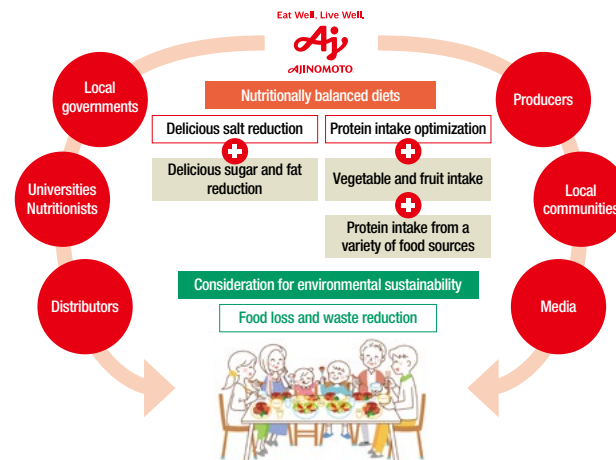 Eat Well, Live Well.
Aj
AJINOMOTO
Local
governments
Universities
Nutritionists
Distributors
Nutritionally balanced diets
Delicious salt reduction
Delicious sugar and fat
reduction
Protein intake optimization
Vegetable and fruit intake
Protein intake from a
variety of food sources
Consideration for environmental sustainability
Food loss and waste reduction
Producers
Local
communities
Media